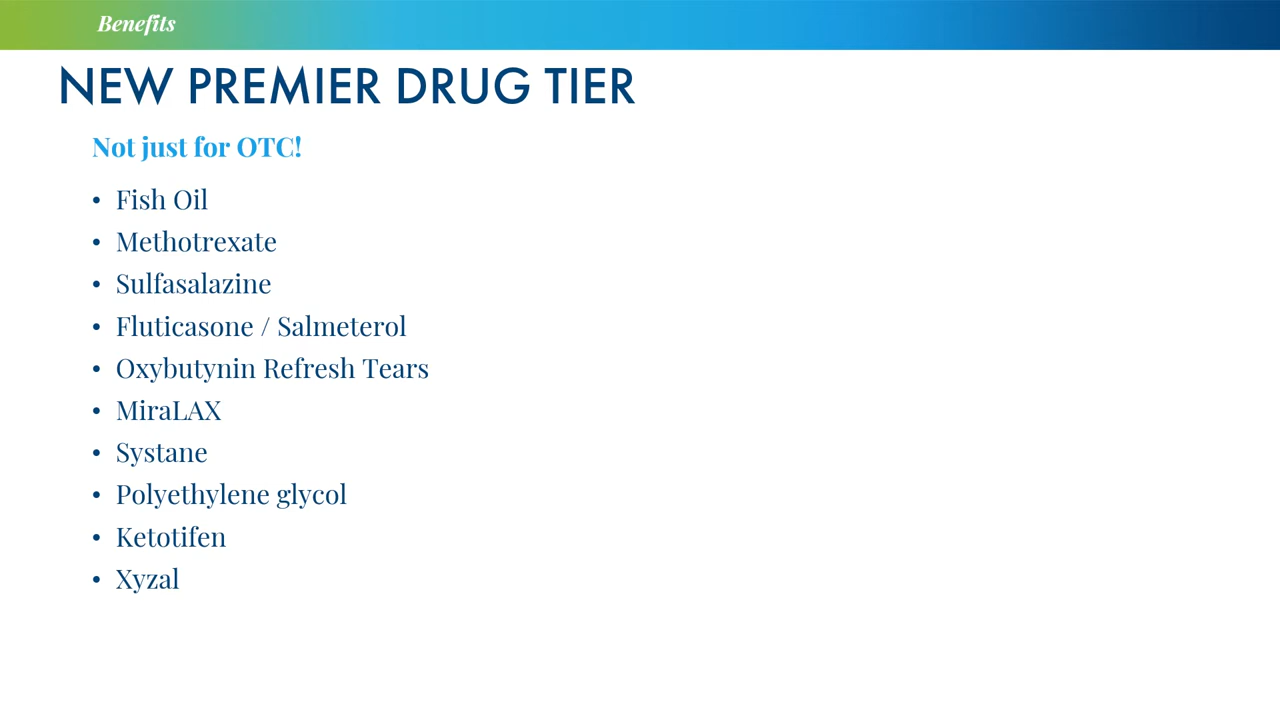 Benefits
NEW PREMIER DRUG TIER
Not just for OTC!
• Fish Oil
• Methotrexate
• Sulfasalazine
• Fluticasone / Salmeterol
• Oxybutynin Refresh Tears
• MiraLAX
• Systane
• Polyethylene glycol
• Ketotifen
• Xyzal